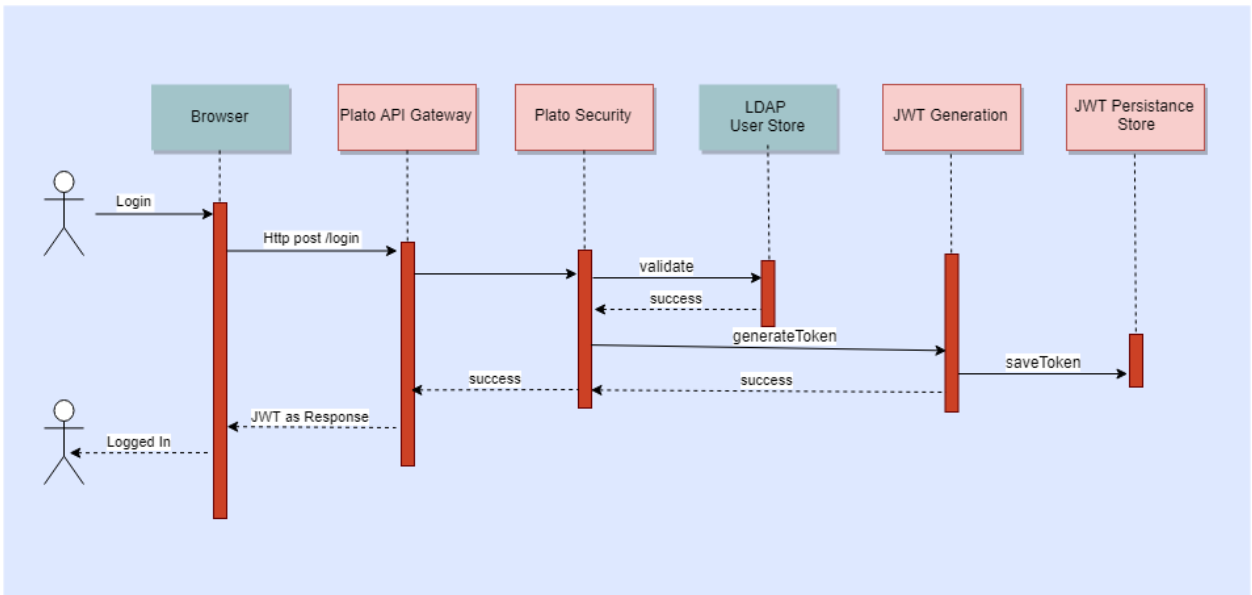 Browser
Plato API Gateway
Plato Security
LDAP
User Store
JWT Generation
JWT Persistance
Store
Login
Http post /login
validate
success
generateToken
saveToken
success
success
JWT as Response
Logged In